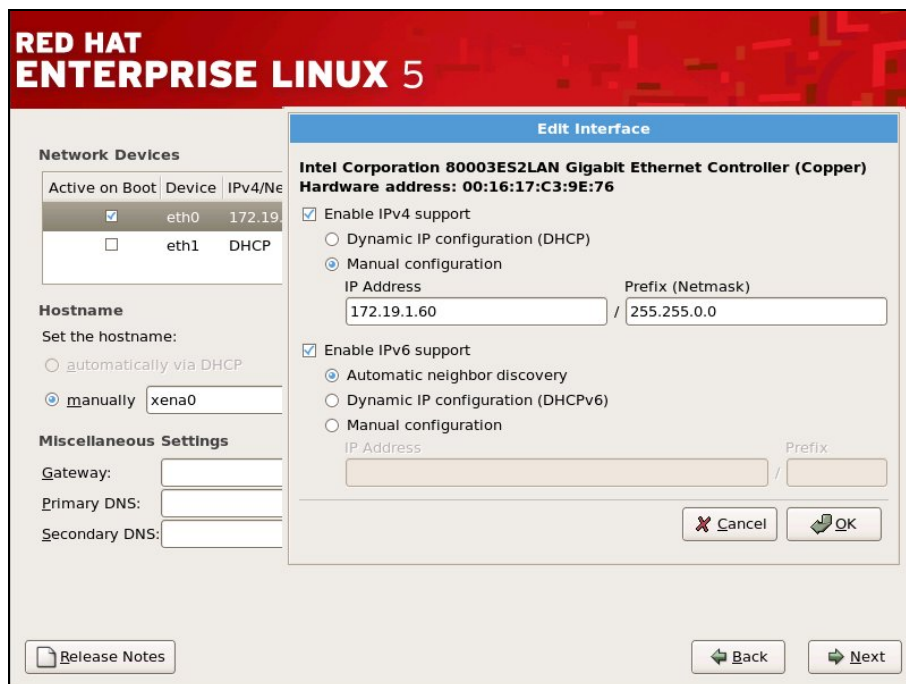 RED HAT
ENTERPRISE LINUX 5
Network Devices
Active on Boot Device IPv4/Ne
eth0 172.19.
eth1 DHCP
Hostname
Set the hostname:
automatically via DHCP
manually xena0
Miscellaneous Settings
Gateway:
Primary DNS:
Secondary DNS:
Edit Interface
Intel Corporation 80003ES2LAN Gigabit Ethernet Controller (Copper)
Hardware address: 00:16:17:C3:9E:76
Enable IPv4 support
Dynamic IP configuration (DHCP)
Manual configuration
IP Address Prefix (Netmask)
172.19.1.60 / 255.255.0.0
Enable IPv6 support
Automatic neighbor discovery
Dynamic IP configuration (DHCPv6)
Manual configuration
IP Address Prefix
/
Cancel OK
Release Notes Back Next